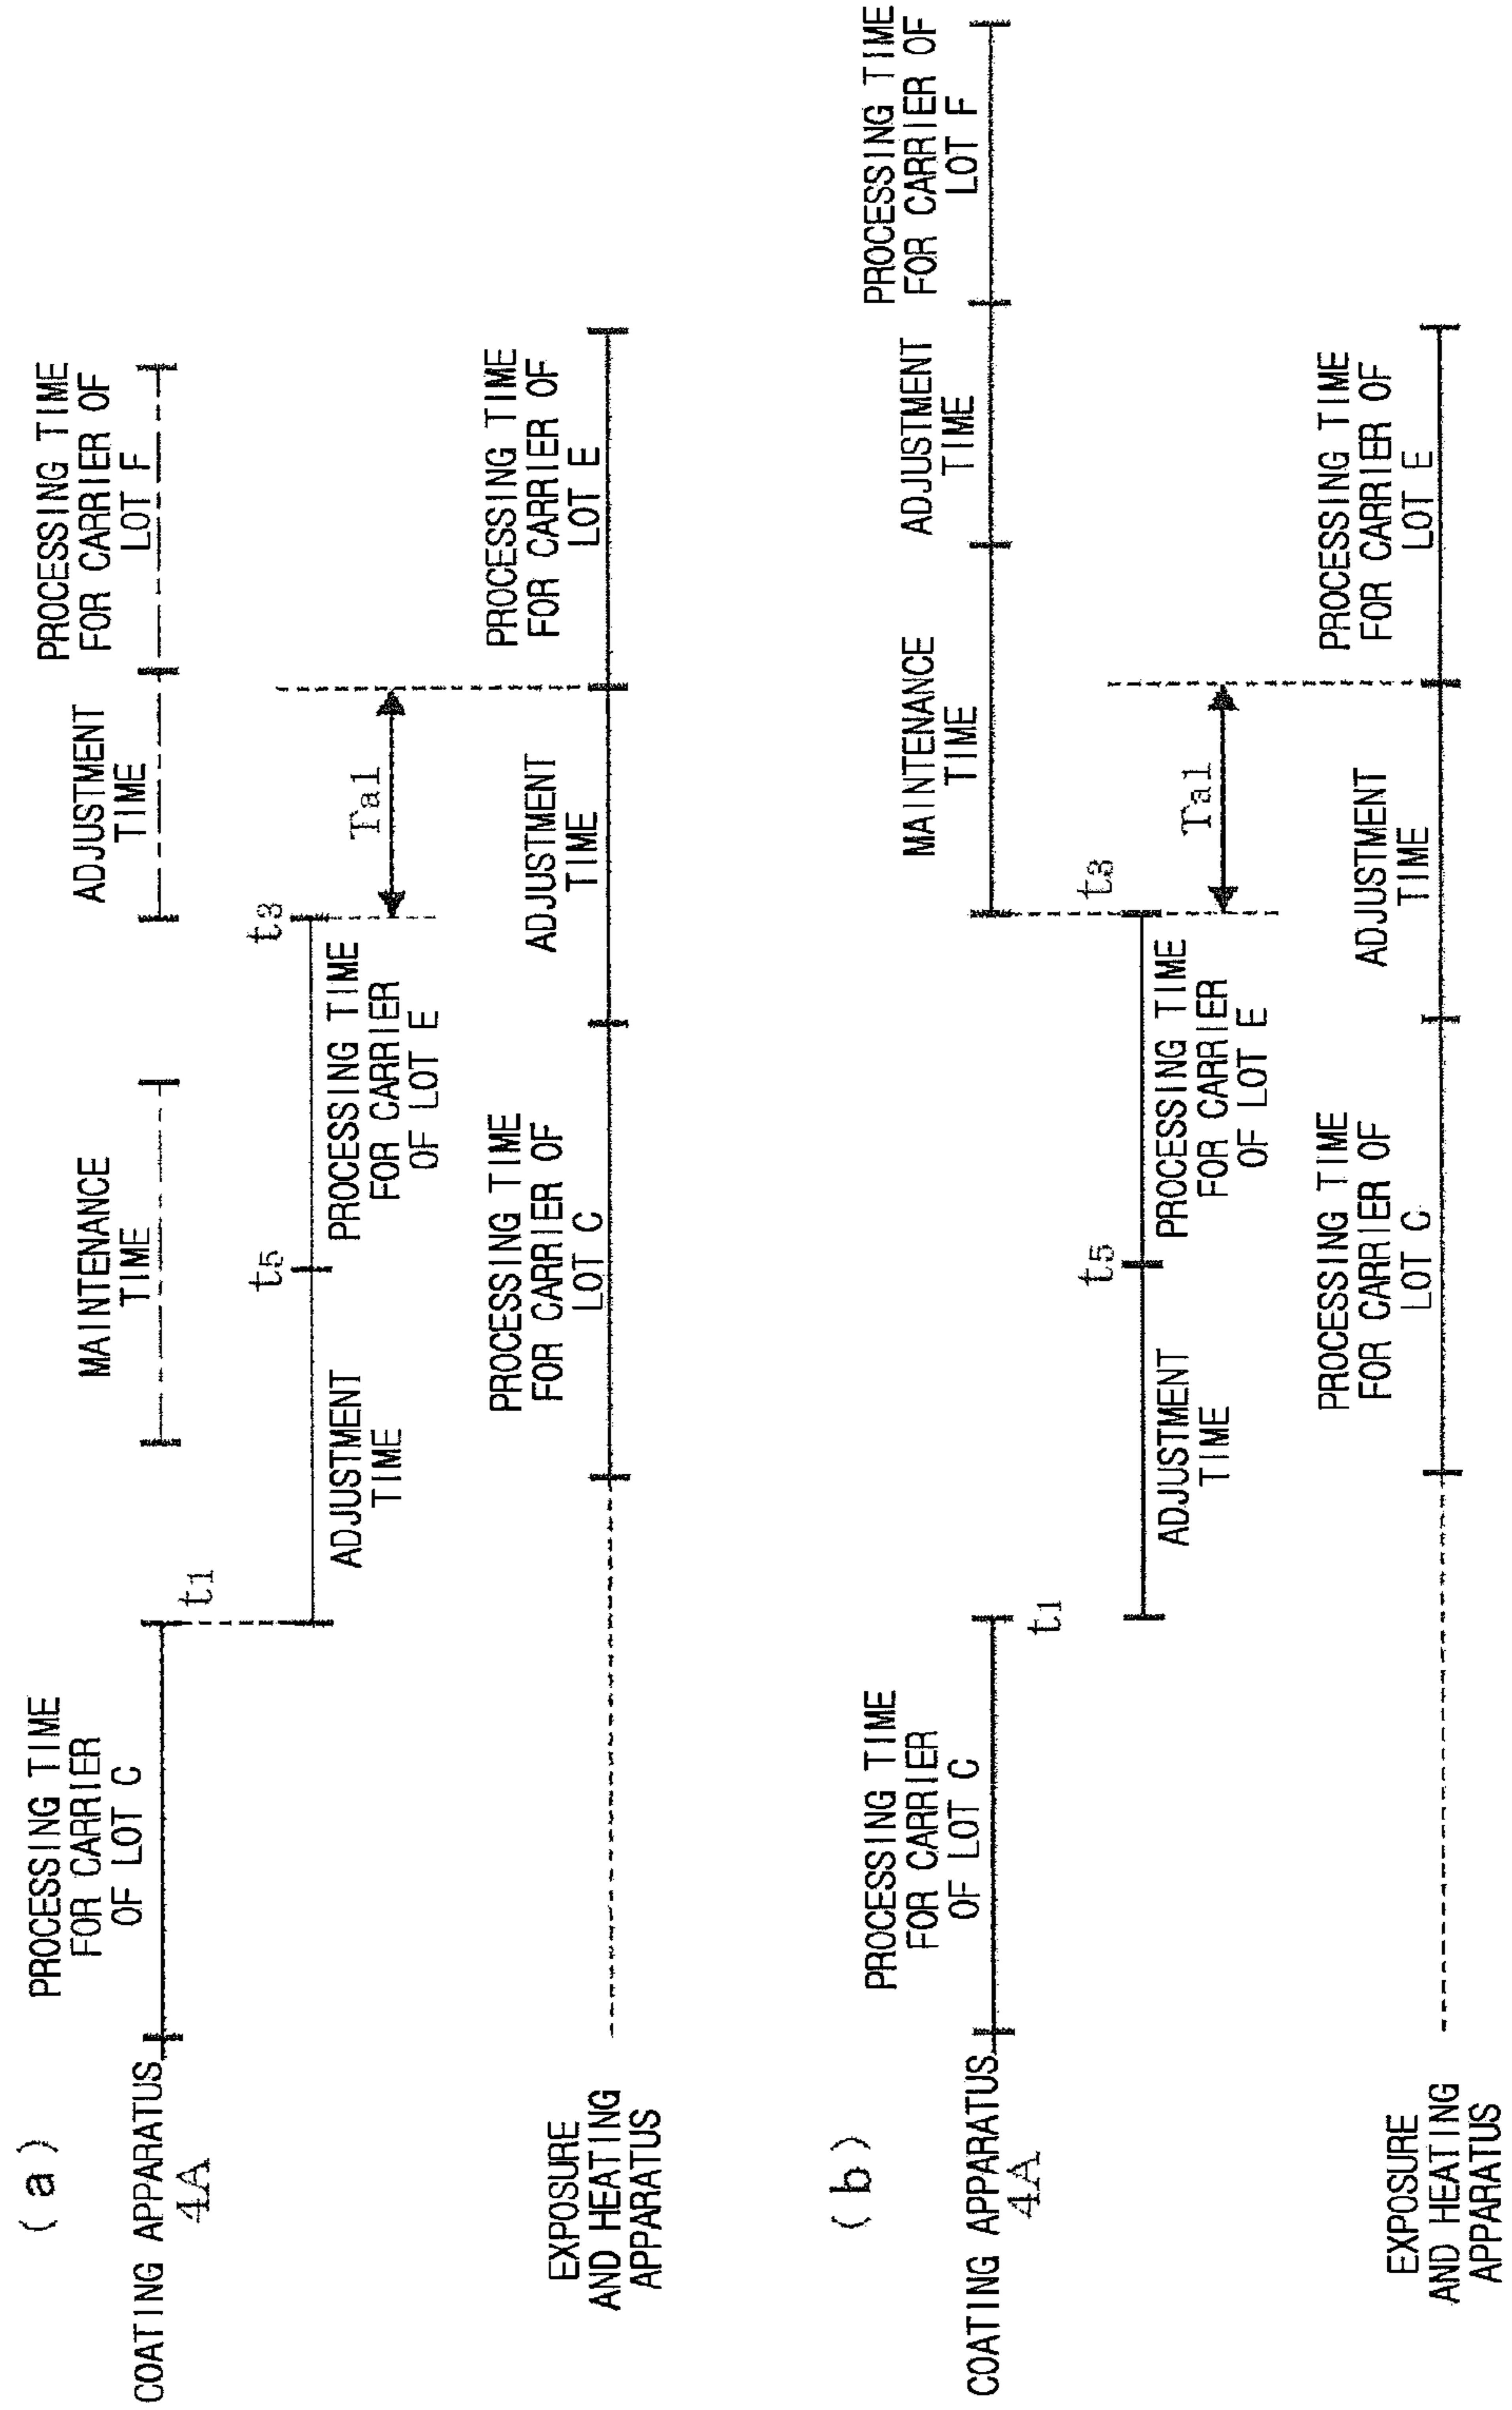 (a)
COATING APPARATUS
4A
PROCESSING TIME
FOR CARRIER
OF LOT C
t1
MAINTENANCE
TIME
ADJUSTMENT
TIME
PROCESSING TIME
FOR CARRIER OF
LOT F
ADJUSTMENT
TIME
t5
PROCESSING TIME
FOR CARRIER
OF LOT E
t3
Ta1
EXPOSURE
AND HEATING
APPARATUS
PROCESSING TIME
FOR CARRIER OF
LOT C
ADJUSTMENT
TIME
PROCESSING TIME
FOR CARRIER OF
LOT E
(b)
COATING APPARATUS
4A
PROCESSING TIME
FOR CARRIER
OF LOT C
t1
MAINTENANCE
TIME
ADJUSTMENT
TIME
PROCESSING TIME
FOR CARRIER OF
LOT F
ADJUSTMENT
TIME
t5
PROCESSING TIME
FOR CARRIER
OF LOT E
t3
Ta1
EXPOSURE
AND HEATING
APPARATUS
PROCESSING TIME
FOR CARRIER OF
LOT C
ADJUSTMENT
TIME
PROCESSING TIME
FOR CARRIER OF
LOT E